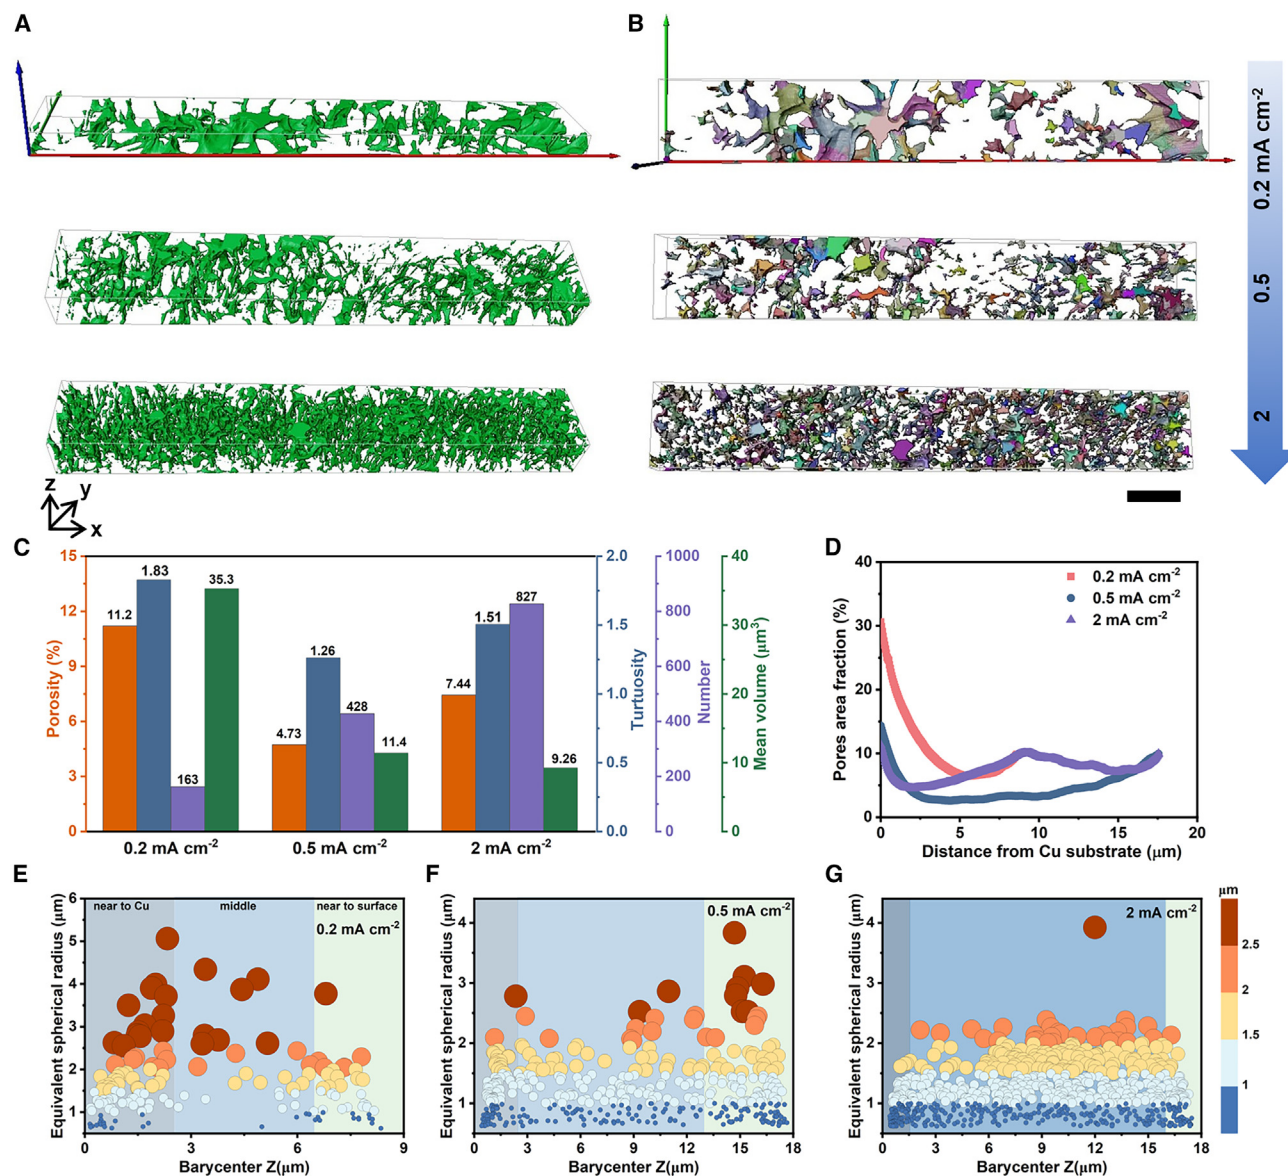 A
B
0.2 mA cm-2
0.5
2
z
y
x
C
15
12
9
6
3
0
Porosity (%)
11.2
1.83
163
35.3
4.73
1.26
428
11.4
7.44
1.51
827
9.26
0.2 mA cm-2
0.5 mA cm-2
2 mA cm-2
2.0
1.5
1.0
0.5
0.0
Turtuosity
1000
800
600
400
200
0
Number
40
30
20
10
0
Mean volume (μm3)
D
40
30
20
10
0
Pores area fraction (%)
0.2 mA cm-2
0.5 mA cm-2
2 mA cm-2
0
5
10
15
20
Distance from Cu substrate (μm)
E
6
5
4
3
2
1
Equivalent spherical radius (μm)
near to Cu
middle
near to surface
0.2 mA cm-2
0
3
6
9
Barycenter Z(μm)
F
4
3
2
1
Equivalent spherical radius (μm)
0.5 mA cm-2
0
3
6
9
12
15
18
Barycenter Z(μm)
G
4
3
2
1
Equivalent spherical radius (μm)
2 mA cm-2
0
3
6
9
12
15
18
Barycenter Z(μm)
μm
2.5
2
1.5
1